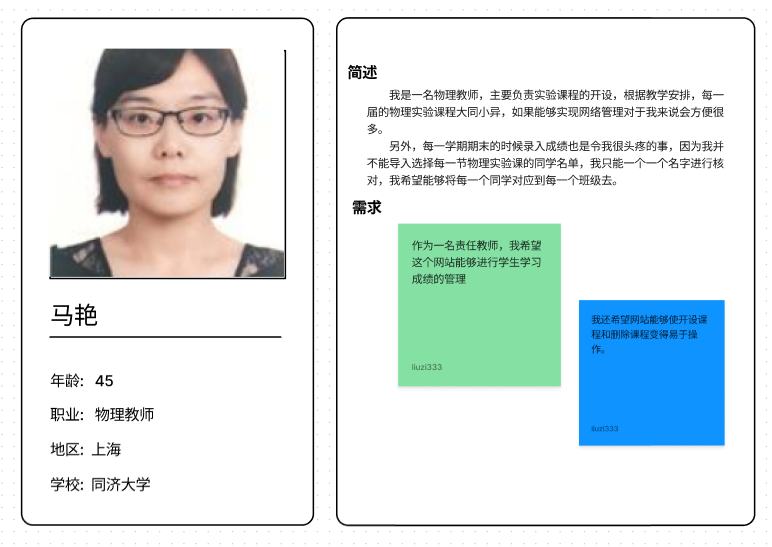 马艳
年龄: 45
职业: 物理教师
地区: 上海
学校: 同济大学
简述
我是一名物理教师，主要负责实验课程的开设，根据教学安排，每一
届的物理实验课程大同小异，如果能够实现网络管理对于我来说会方便很
多。
另外，每一学期期末的时候录入成绩也是令我很头疼的事，因为我并
不能导入选择每一节物理实验课的同学名单，我只能一个一个名字进行核
对，我希望能够将每一个同学对应到每一个班级去。
需求
作为一名责任教师，我希望
这个网站能够进行学生学习
成绩的管理
liuzi333
我还希望网站能够使开设课
程和删除课程变得易于操
作。
liuzi333